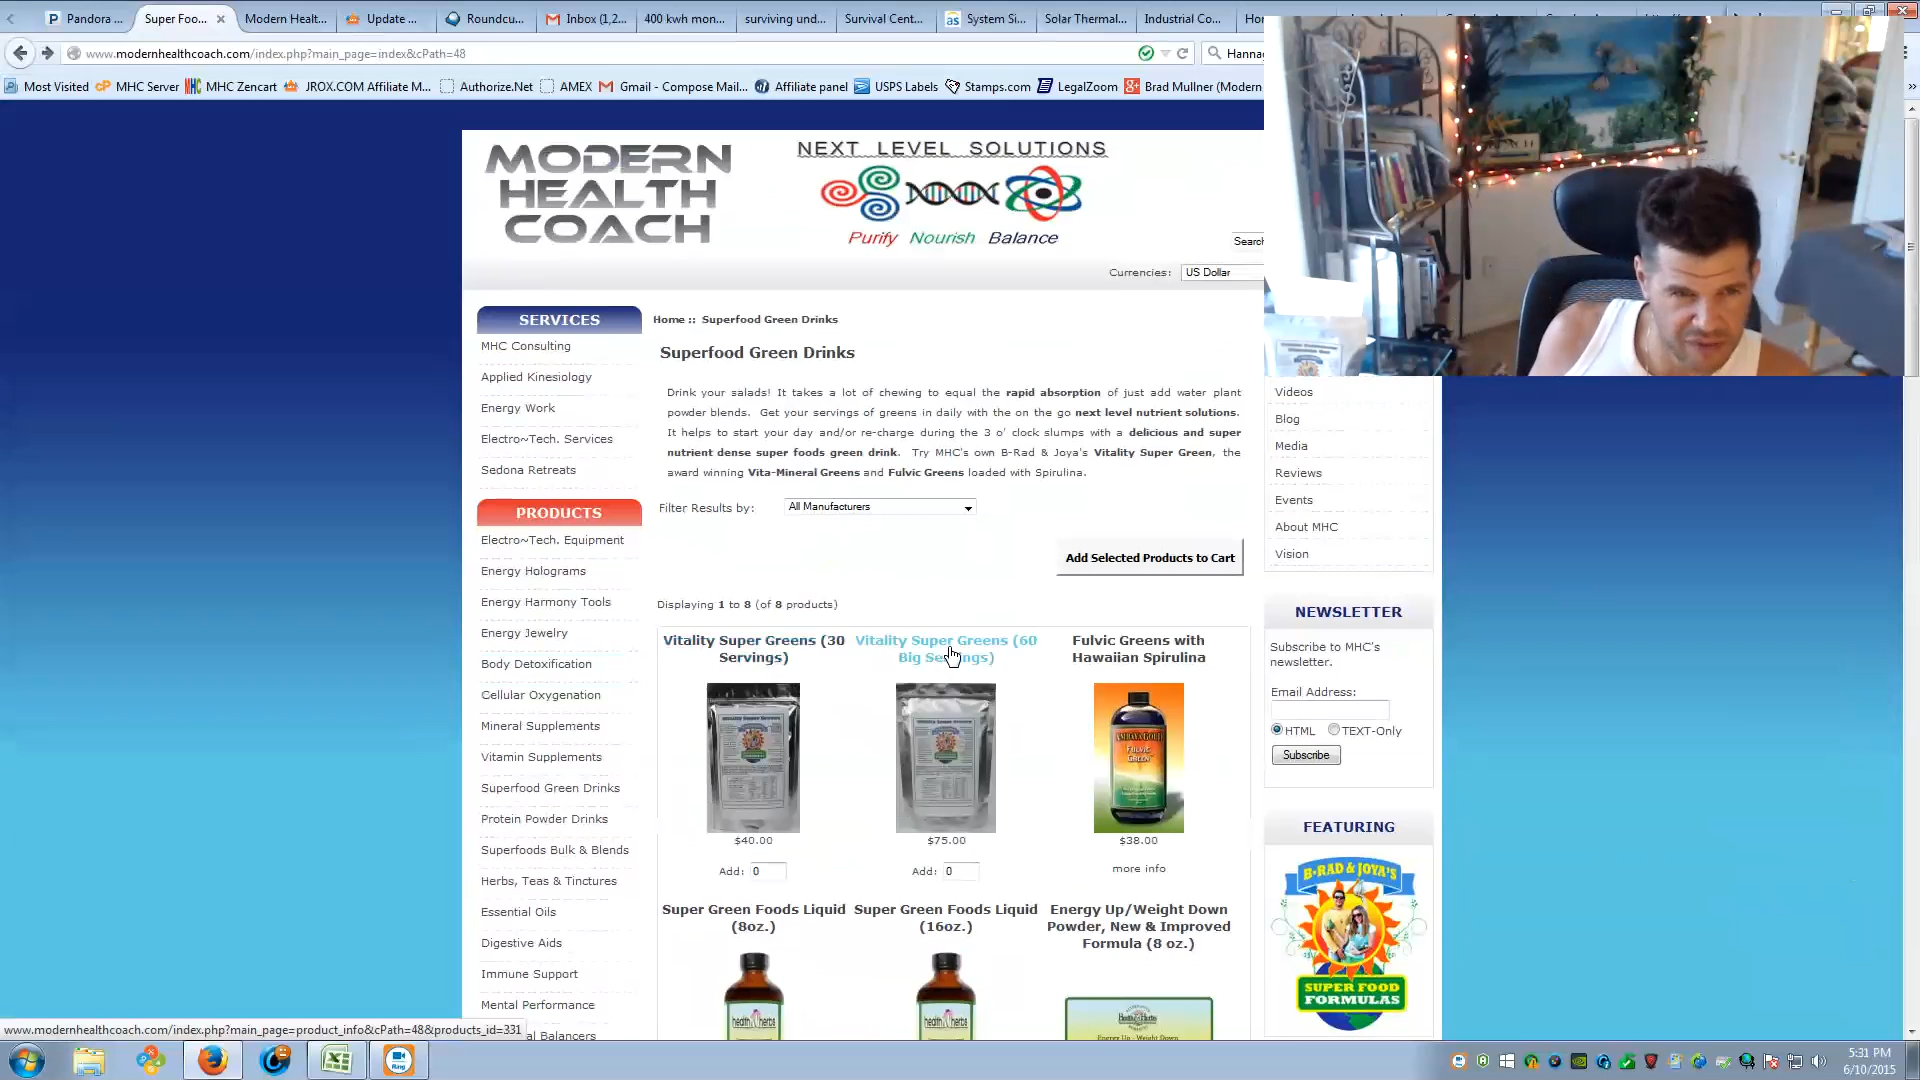 Pandora ...
Super Foo...
Modern Healt...
Update ...
Roundcu...
Inbox (1,2...
400 kwh mon...
surviving und...
Survival Cent...
System Si...
Solar Thermal...
Industrial Co...
www.modernhealthcoach.com/index.php?main_page=index&cPath=48
Most Visited
MHC Server
MHC Zencart
JROX.COM Affiliate M...
Authorize.Net
AMEX
Gmail - Compose Mail...
Affiliate panel
USPS Labels
Stamps.com
LegalZoom
Brad Mullner (Modern
MODERN
HEALTH
COACH
NEXT LEVEL SOLUTIONS
Purify Nourish Balance
Search
Currencies: US Dollar
SERVICES
MHC Consulting
Applied Kinesiology
Energy Work
Electro~Tech. Services
Sedona Retreats
PRODUCTS
Electro~Tech. Equipment
Energy Holograms
Energy Harmony Tools
Energy Jewelry
Body Detoxification
Cellular Oxygenation
Mineral Supplements
Vitamin Supplements
Superfood Green Drinks
Protein Powder Drinks
Superfoods Bulk & Blends
Herbs, Teas & Tinctures
Essential Oils
Digestive Aids
Immune Support
Mental Performance
Home :: Superfood Green Drinks
Superfood Green Drinks
Drink your salads! It takes a lot of chewing to equal the rapid absorption of just add water plant
powder blends. Get your servings of greens in daily with the on the go next level nutrient solutions.
It helps to start your day and/or re-charge during the 3 o' clock slumps with a delicious and super
nutrient dense super foods green drink. Try MHC's own B-Rad & Joya's Vitality Super Green, the
award winning Vita-Mineral Greens and Fulvic Greens loaded with Spirulina.
Filter Results by: All Manufacturers
Add Selected Products to Cart
Displaying 1 to 8 (of 8 products)
Vitality Super Greens (30
Servings)
$40.00
Add: 0
Vitality Super Greens (60
Big Servings)
$75.00
Add: 0
Fulvic Greens with
Hawaiian Spirulina
$38.00
more info
Super Green Foods Liquid
(8oz.)
Super Green Foods Liquid
(16oz.)
Energy Up/Weight Down
Powder, New & Improved
Formula (8 oz.)
Videos
Blog
Media
Reviews
Events
About MHC
Vision
NEWSLETTER
Subscribe to MHC's
newsletter.
Email Address:
HTML TEXT-Only
Subscribe
FEATURING
B-RAD & JOYA'S
SUPER FOOD
FORMULAS
www.modernhealthcoach.com/index.php?main_page=product_info&cPath=48&products_id=331
5:31 PM
6/10/2015